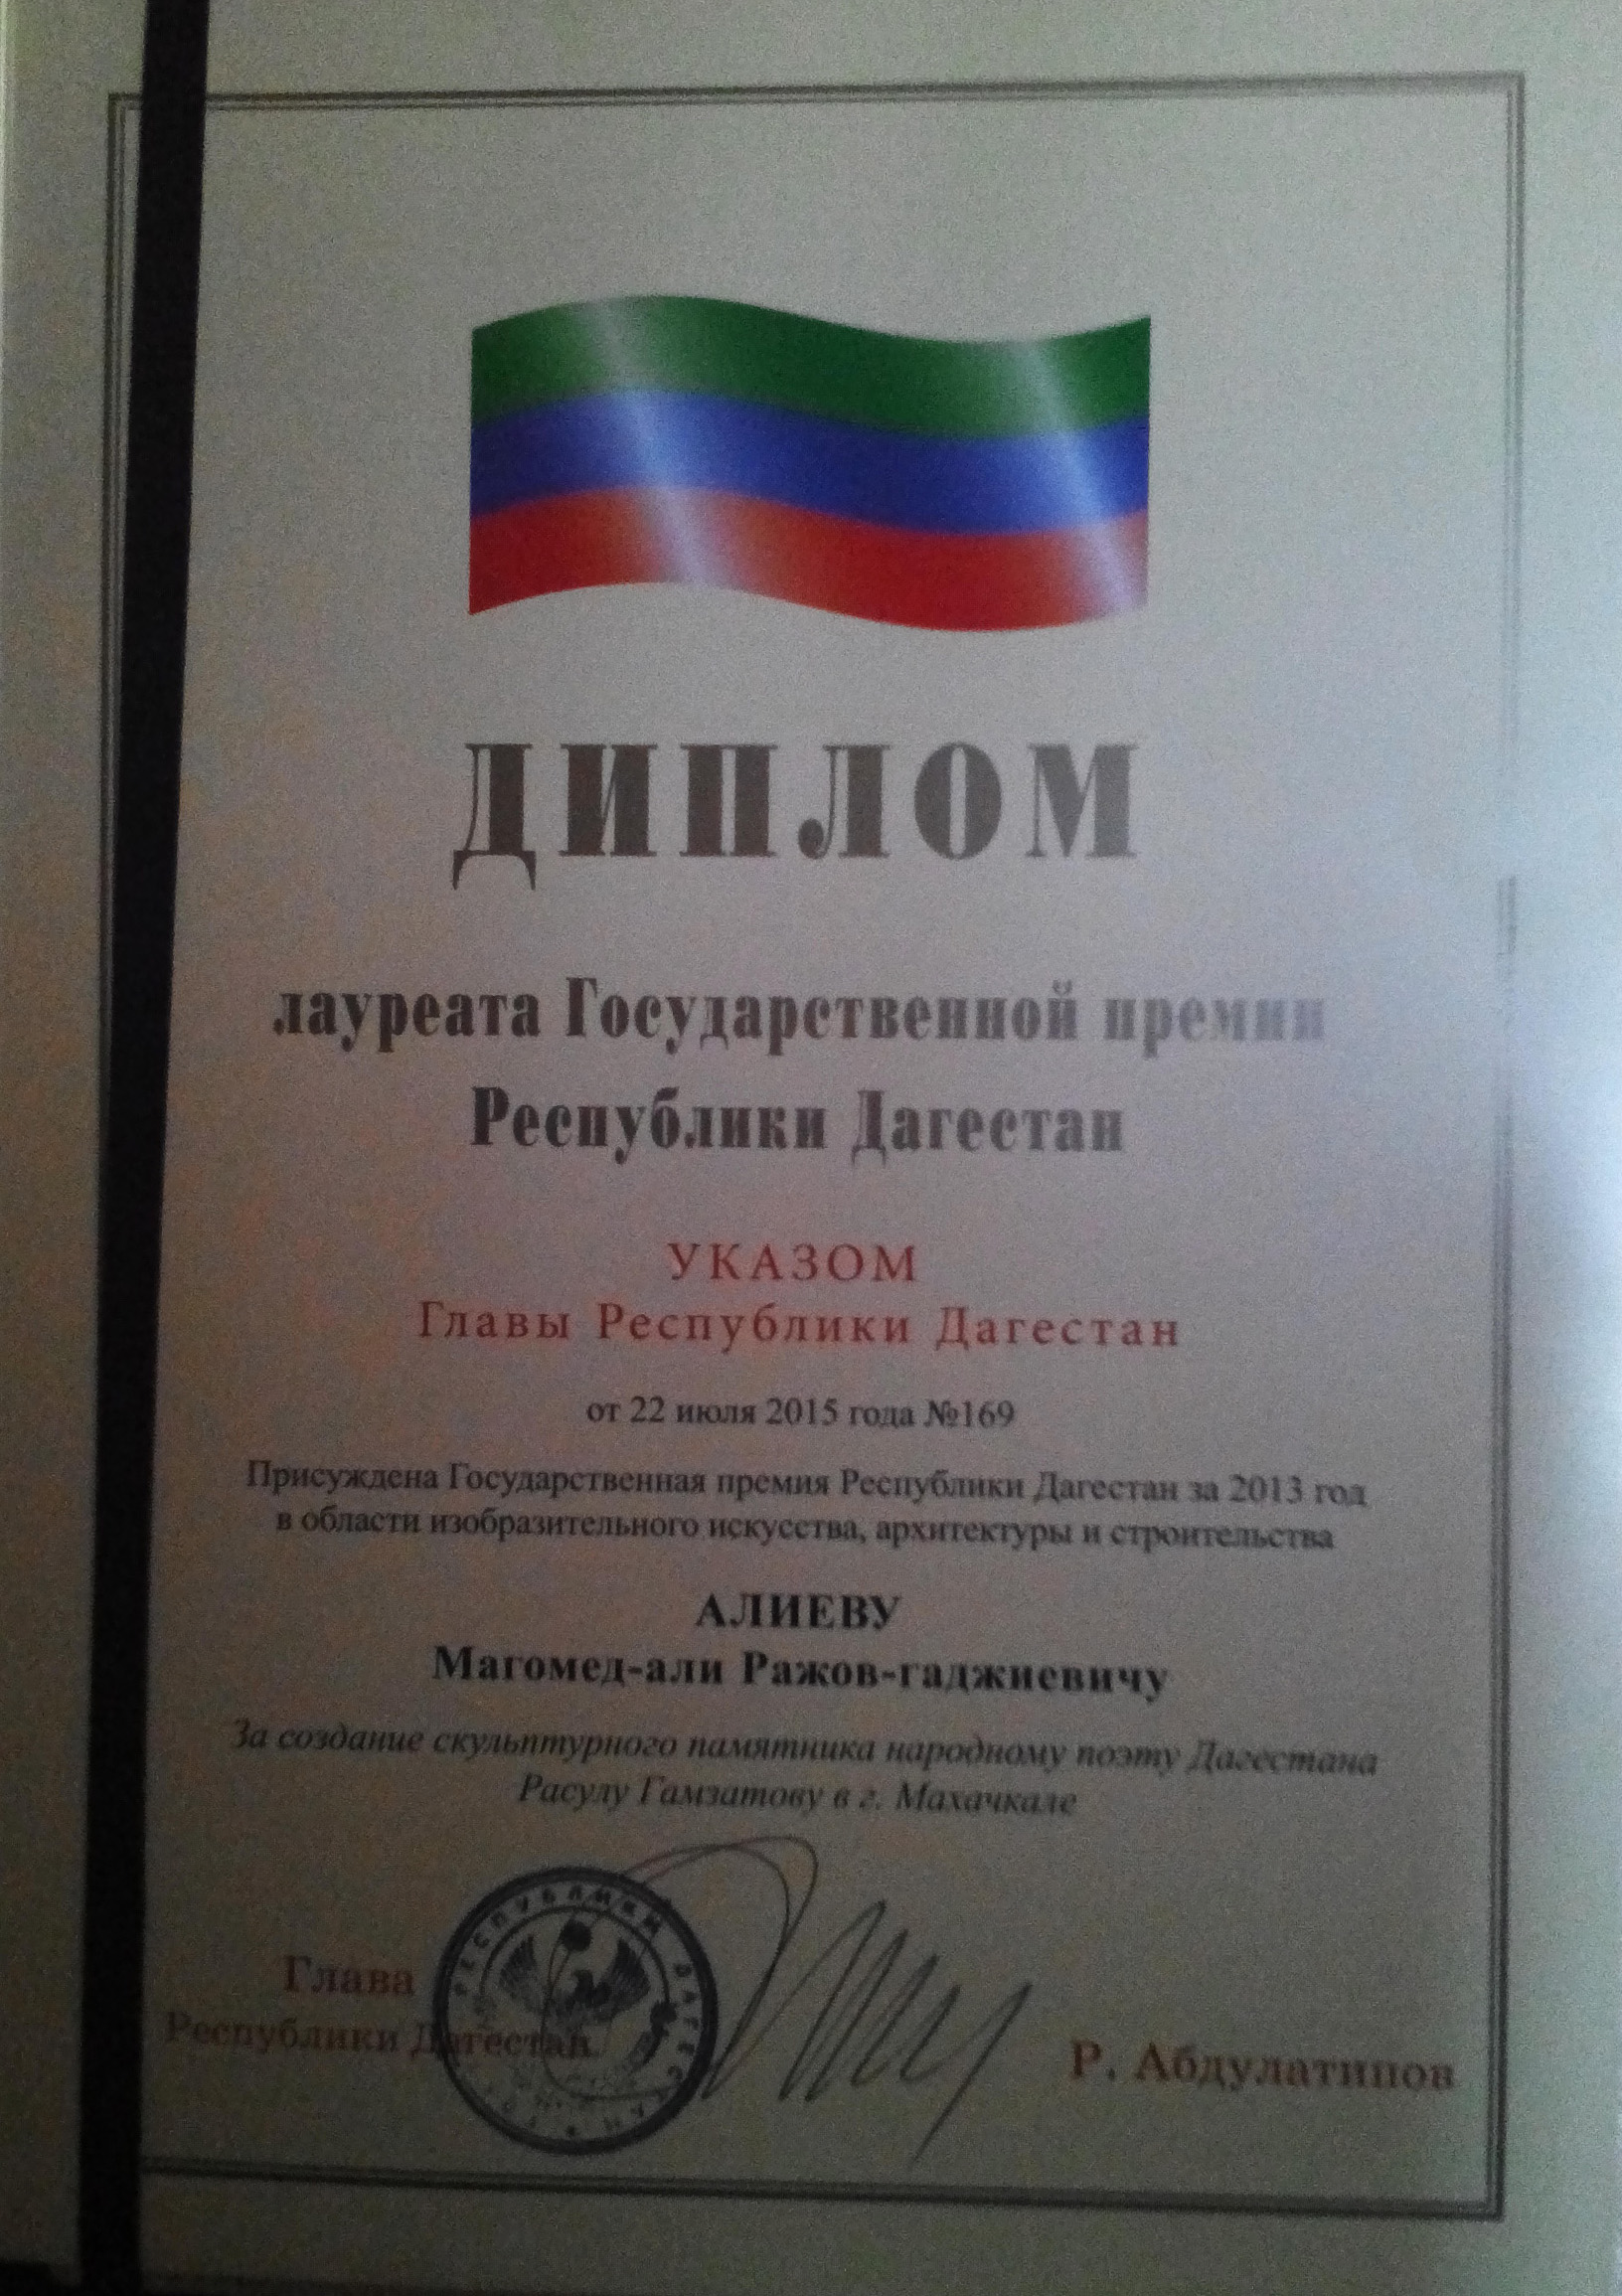 ДИПЛОМ
лауреата Государственной премии
Республики Дагестан
УКАЗОМ
Главы Республики Дагестан
от 22 июля 2015 года №169
Присуждена Государственная премия Республики Дагестан за 2013 год
в области изобразительного искусства, архитектуры и строительства
АЛИЕВУ
Магомед-али Ражов-гаджиевичу
За создание скульптурного памятника народному поэту Дагестана
Расулу Гамзатову в г. Махачкале
Глава
Республики Дагестан
РЕСПУБЛИКИ ДАГЕСТАН
Р. Абдулатипов